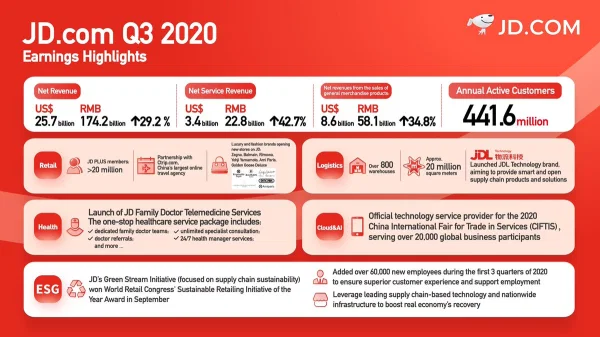 JD.com Q3 2020
Earnings Highlights
JD.COM
Net Revenue
US$ RMB
25.7 billion 174.2 billion ↑29.2 %
Net Service Revenue
US$ RMB
3.4 billion 22.8 billion ↑42.7%
Net revenues from the sales of
general merchandise products
US$ RMB
8.6 billion 58.1 billion ↑34.8%
Annual Active Customers
441.6 million
Retail
JD PLUS members
>20 million
Partnership with
Ctrip.com,
China's largest online
travel agency
Luxury and fashion brands opening
new stores on JD:
Zegna, Balmain, Rimowa,
Yohji Yamamoto, Ami Paris,
Golden Goose Deluxe
Logistics
Over 800
warehouses
Approx.
20 million
square meters
JDL 物流科技
Launched JDL Technology brand,
aiming to provide smart and open
supply chain products and solutions
Health
Launch of JD Family Doctor Telemedicine Services
The one-stop healthcare service package includes:
✓ dedicated family doctor teams; ✓ unlimited specialist consultation;
✓ doctor referrals; ✓ 24/7 health manager services;
and more ..
Cloud&AI
Official technology service provider for the 2020
China International Fair for Trade in Services (CIFTIS) ,
serving over 20,000 global business participants
ESG
JD's Green Stream Initiative (focused on supply chain sustainability)
won World Retail Congress' Sustainable Retailing Initiative of the
Year Award in September
Added over 60,000 new employees during the first 3 quarters of 2020
to ensure superior customer experience and support employment
Leverage leading supply chain-based technology and nationwide
infrastructure to boost real economy's recovery